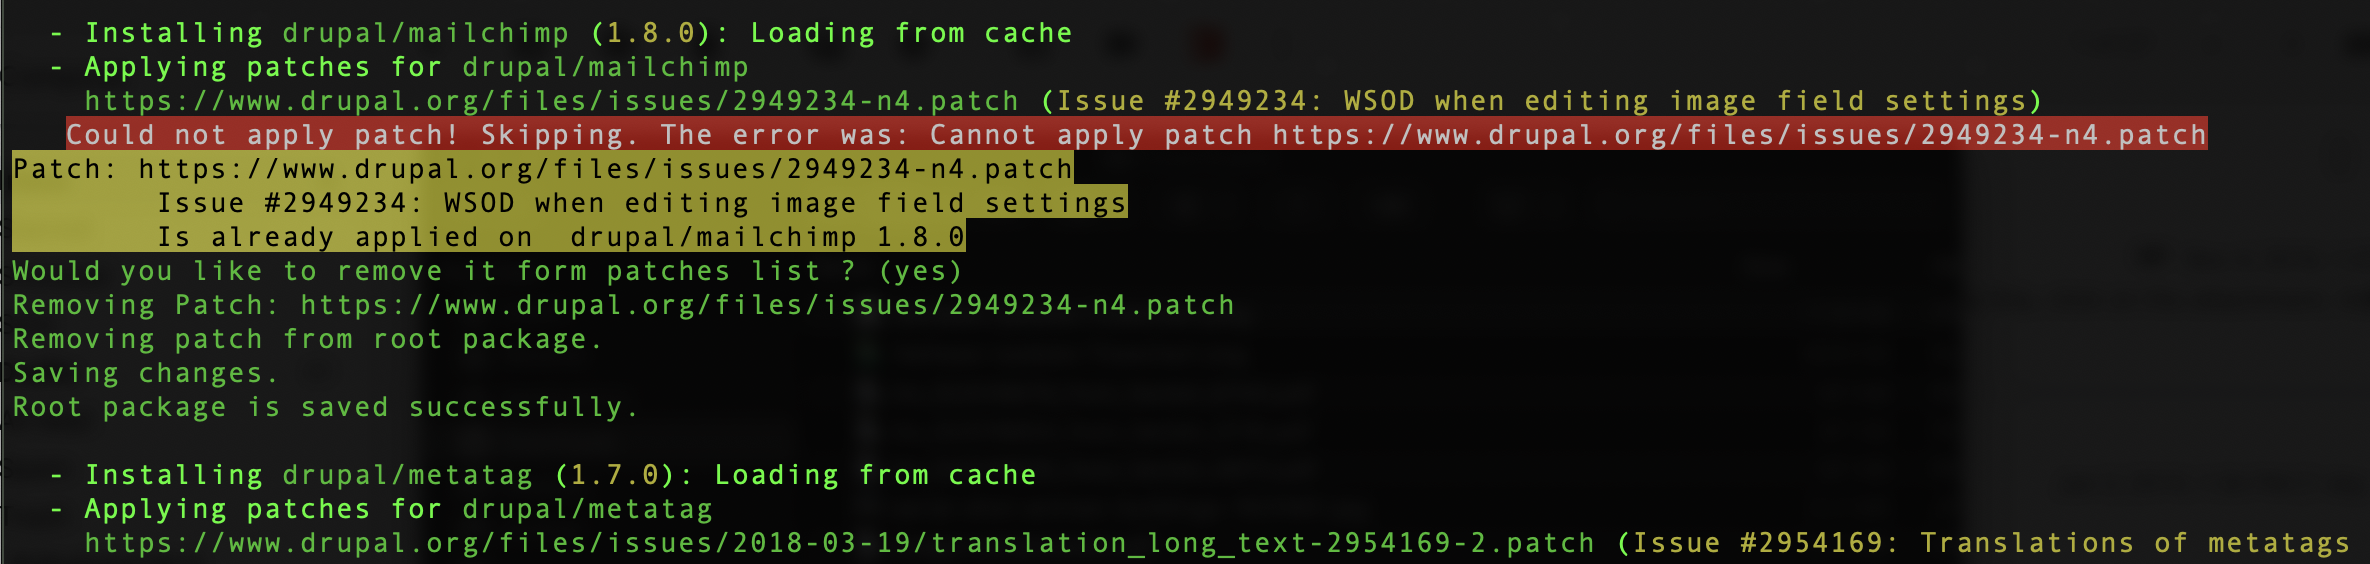 - Installing drupal/mailchimp (1.8.0): Loading from cache
- Applying patches for drupal/mailchimp
https://www.drupal.org/files/issues/2949234-n4.patch (Issue #2949234: WSOD when editing image field settings)
Could not apply patch! Skipping. The error was: Cannot apply patch https://www.drupal.org/files/issues/2949234-n4.patch
Patch: https://www.drupal.org/files/issues/2949234-n4.patch
Issue #2949234: WSOD when editing image field settings
Is already applied on  drupal/mailchimp 1.8.0
Would you like to remove it form patches list ? (yes)
Removing Patch: https://www.drupal.org/files/issues/2949234-n4.patch
Removing patch from root package.
Saving changes.
Root package is saved successfully.
- Installing drupal/metatag (1.7.0): Loading from cache
- Applying patches for drupal/metatag
https://www.drupal.org/files/issues/2018-03-19/translation_long_text-2954169-2.patch (Issue #2954169: Translations of metatags